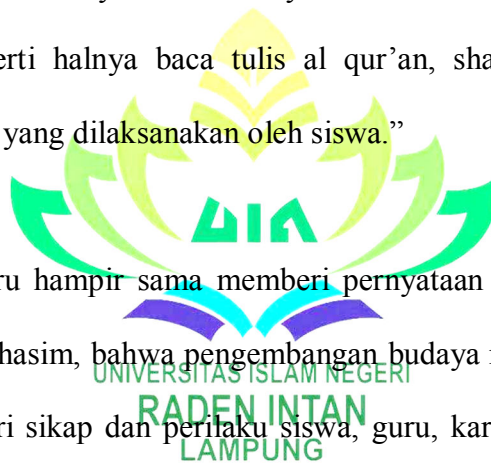 erti halnya baca tulis al qur’an, sha
yang dilaksanakan oleh siswa.”
UIN
ru hampir sama memberi pernyataan
hasim, bahwa pengembangan budaya
UNIVERSITAS ISLAM NEGERI
ri sikap dan perilaku siswa, guru, kar
RADEN INTAN
LAMPUNG